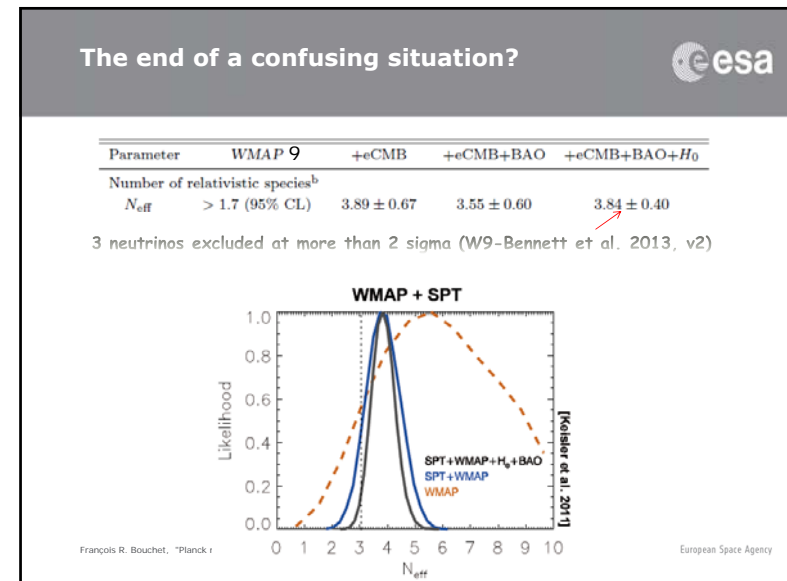 The end of a confusing situation?
esa
Parameter WMAP 9 +eCMB +eCMB+BAO +eCMB+BAO+H₀
Number of relativistic speciesᵇ
N_eff > 1.7 (95% CL) 3.89 ± 0.67 3.55 ± 0.60 3.84 ± 0.40
3 neutrinos excluded at more than 2 sigma (W9-Bennett et al. 2013, v2)
WMAP + SPT
1.0
0.8
0.6
0.4
0.2
0.0
Likelihood
SPT+WMAP+H₀+BAO
SPT+WMAP
WMAP
[Keisler et al. 2011]
0 1 2 3 4 5 6 7 8 9 10
N_eff
François R. Bouchet, "Planck
European Space Agency